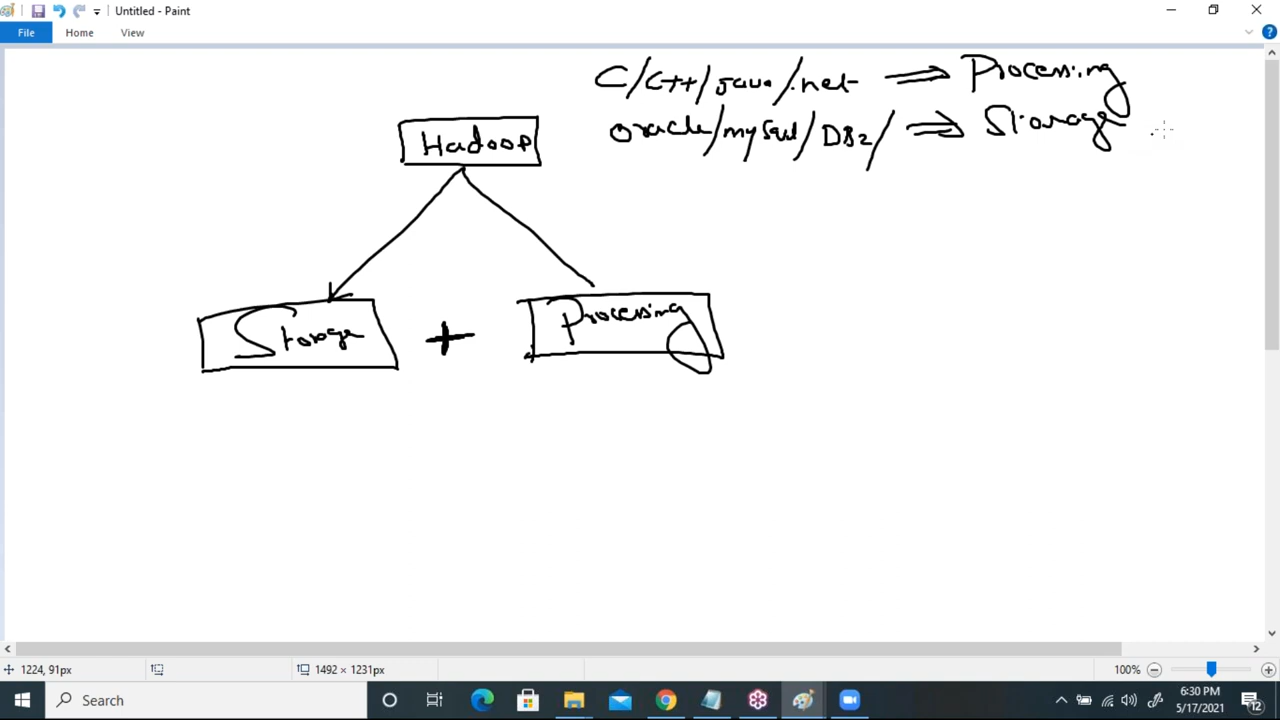 Untitled - Paint
File Home View
C/C++/java/.net ⇒ Processing
oracle/mysql/DB2/ ⇒ Storage
Hadoop
Storage + Processing
1224, 91px
1492 × 1231px
100%
Search
6:30 PM
5/17/2021
12